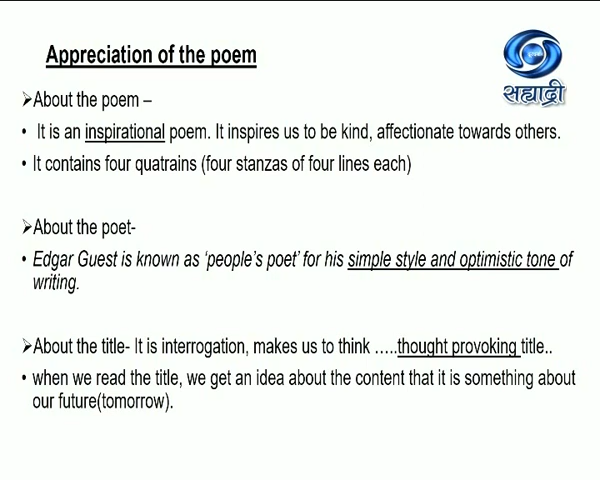 Appreciation of the poem
सह्याद्री
➢About the poem –
• It is an inspirational poem. It inspires us to be kind, affectionate towards others.
• It contains four quatrains (four stanzas of four lines each)
➢About the poet-
• Edgar Guest is known as ‘people’s poet’ for his simple style and optimistic tone of
writing.
➢About the title- It is interrogation, makes us to think …..thought provoking title..
• when we read the title, we get an idea about the content that it is something about
our future(tomorrow).